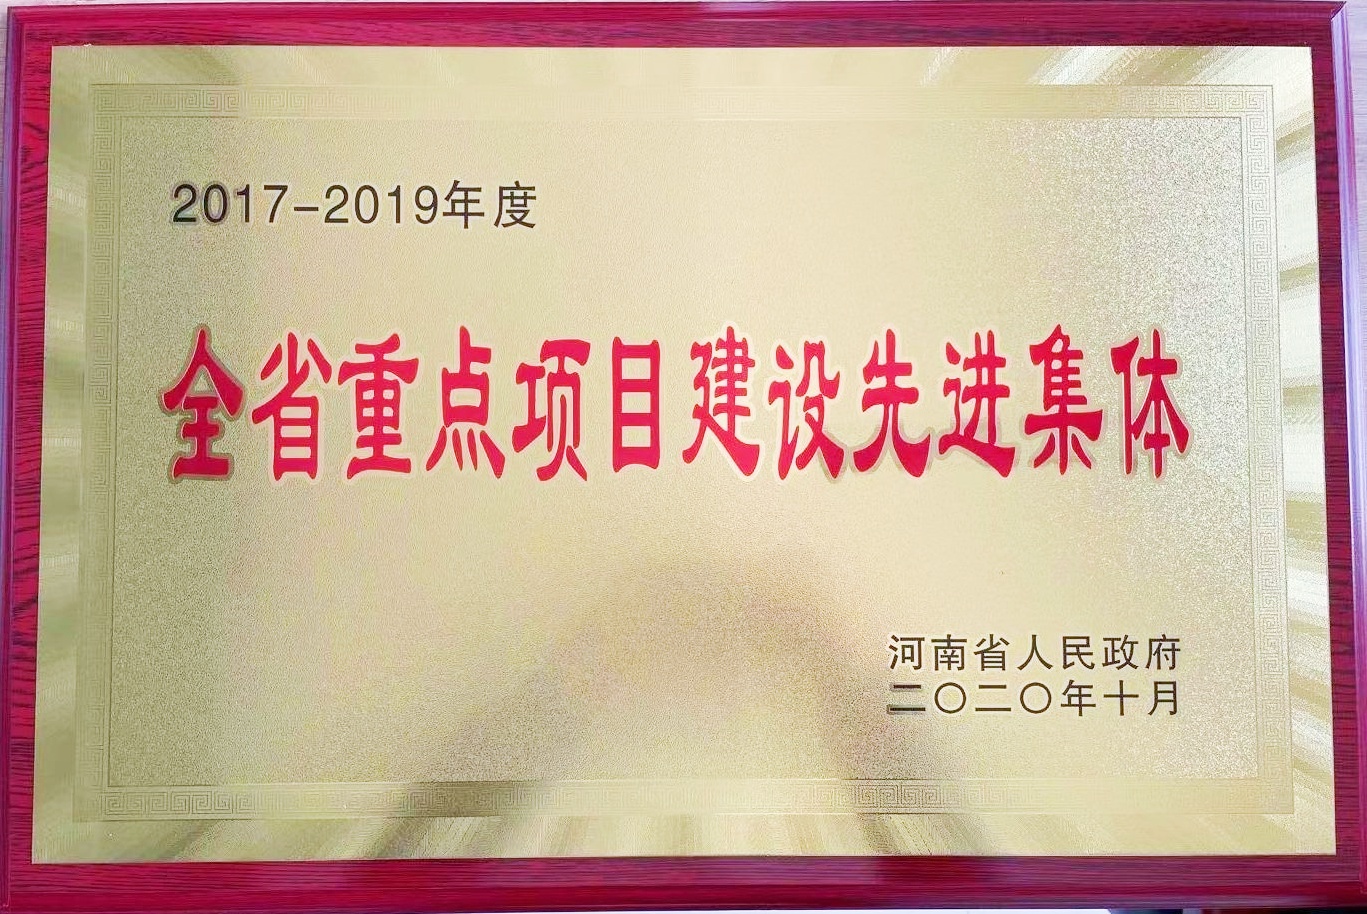 2017-2019年度
全省重点项目建设先进集体
河南省人民政府
二〇二〇年十月